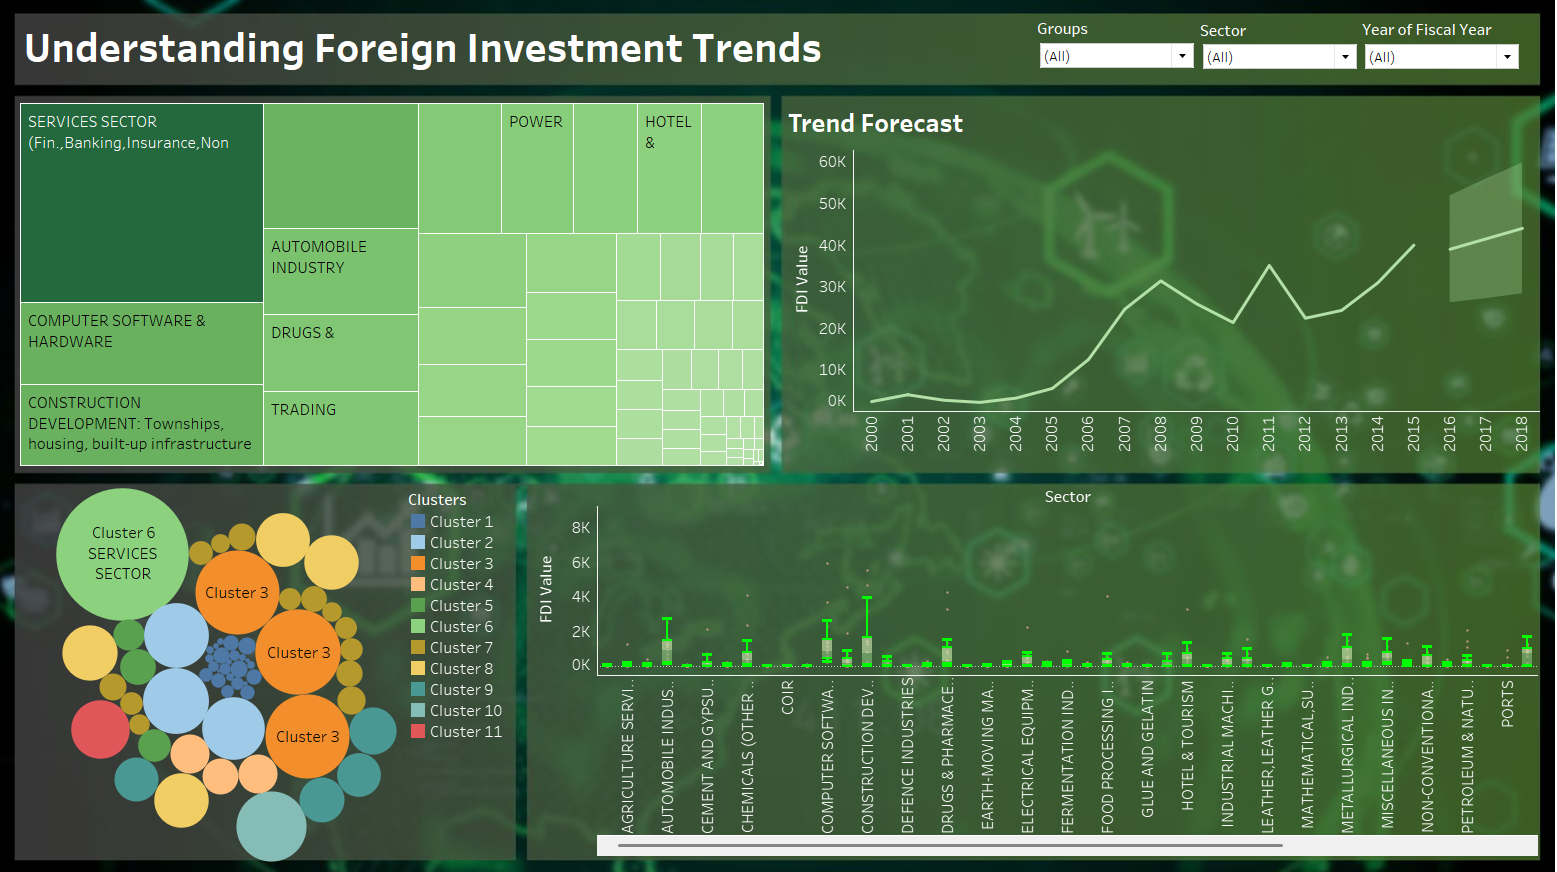 Understanding Foreign Investment Trends
Groups
Sector
Year of Fiscal Year
(All)
(All)
(All)
SERVICES SECTOR
(Fin.,Banking,Insurance,Non
COMPUTER SOFTWARE &
HARDWARE
CONSTRUCTION
DEVELOPMENT: Townships,
housing, built-up infrastructure
AUTOMOBILE
INDUSTRY
DRUGS &
TRADING
POWER
HOTEL
&
Trend Forecast
FDI Value
60K
50K
40K
30K
20K
10K
0K
2000
2001
2002
2003
2004
2005
2006
2007
2008
2009
2010
2011
2012
2013
2014
2015
2016
2017
2018
Cluster 6
SERVICES
SECTOR
Cluster 3
Cluster 3
Cluster 3
Clusters
Cluster 1
Cluster 2
Cluster 3
Cluster 4
Cluster 5
Cluster 6
Cluster 7
Cluster 8
Cluster 9
Cluster 10
Cluster 11
Sector
FDI Value
8K
6K
4K
2K
0K
AGRICULTURE SERVI..
AUTOMOBILE INDUS..
CEMENT AND GYPSU..
CHEMICALS (OTHER ..
COIR
COMPUTER SOFTWA..
CONSTRUCTION DEV..
DEFENCE INDUSTRIES
DRUGS & PHARMACE..
EARTH-MOVING MA..
ELECTRICAL EQUIPM..
FERMENTATION IND..
FOOD PROCESSING I..
GLUE AND GELATIN
HOTEL & TOURISM
INDUSTRIAL MACHI..
LEATHER,LEATHER G..
MATHEMATICAL,SU..
METALLURGICAL IND..
MISCELLANEOUS IN..
NON-CONVENTIONA..
PETROLEUM & NATU..
PORTS